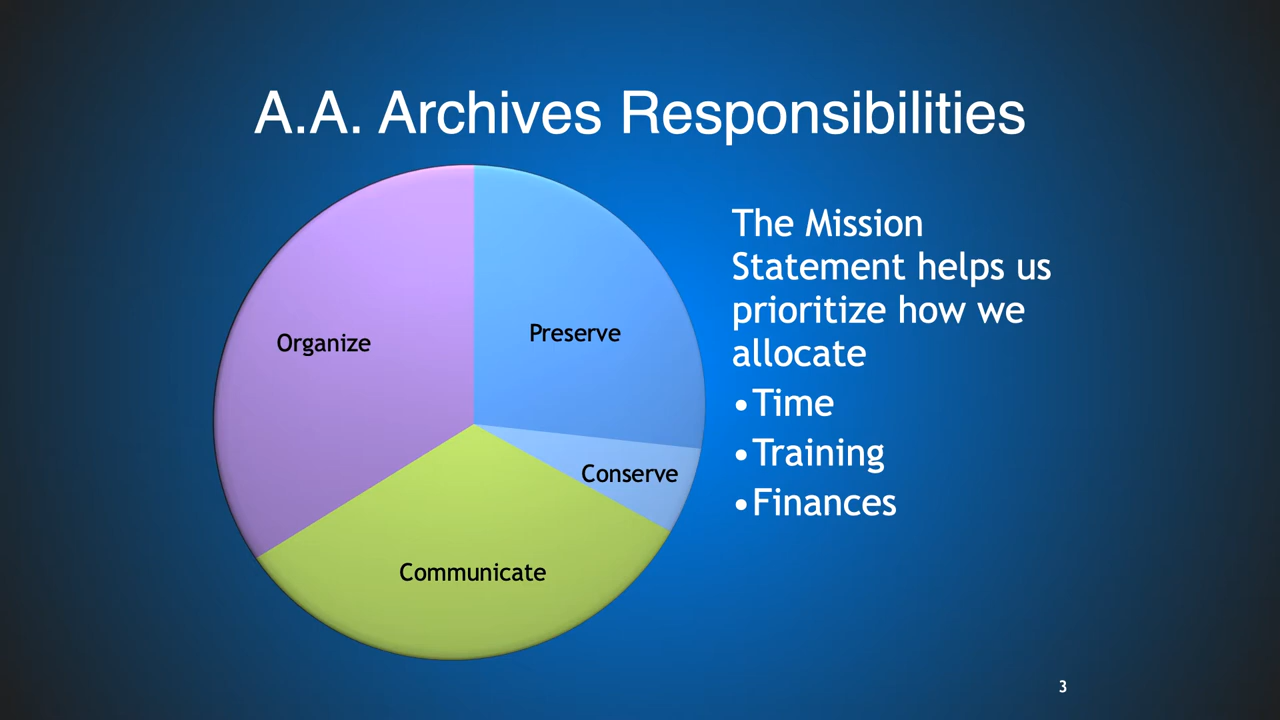 A.A. Archives Responsibilities
Organize
Preserve
Conserve
Communicate
The Mission
Statement helps us
prioritize how we
allocate
•Time
•Training
•Finances
3